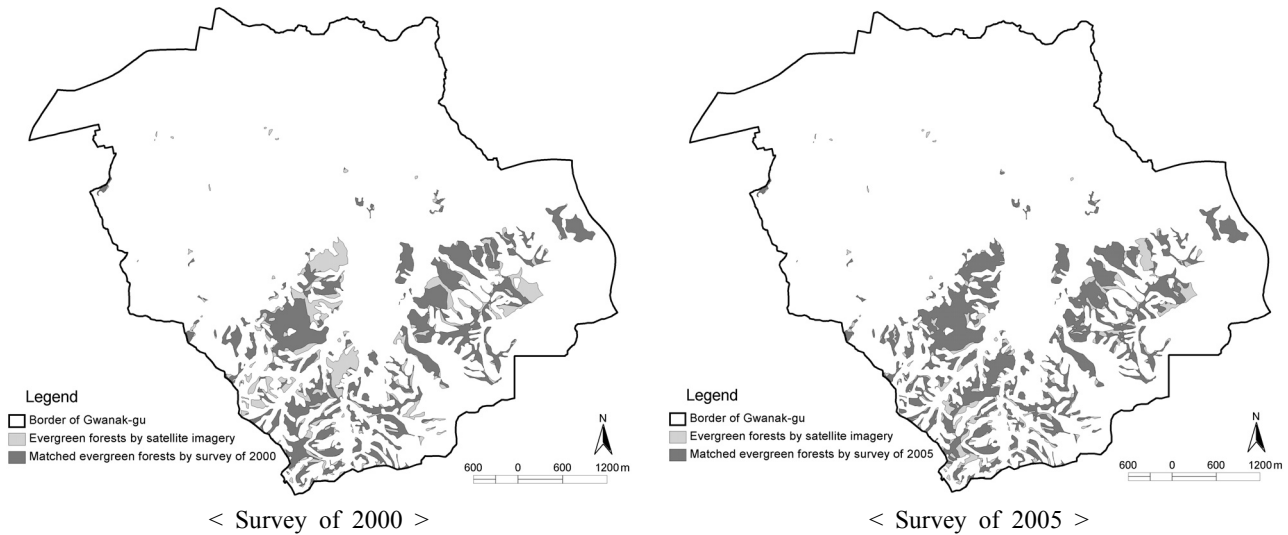 Legend
Border of Gwanak-gu
Evergreen forests by satellite imagery
Matched evergreen forests by survey of 2000
N
600 0 600 1200 m
< Survey of 2000 >
Legend
Border of Gwanak-gu
Evergreen forests by satellite imagery
Matched evergreen forests by survey of 2005
N
600 0 600 1200 m
< Survey of 2005 >